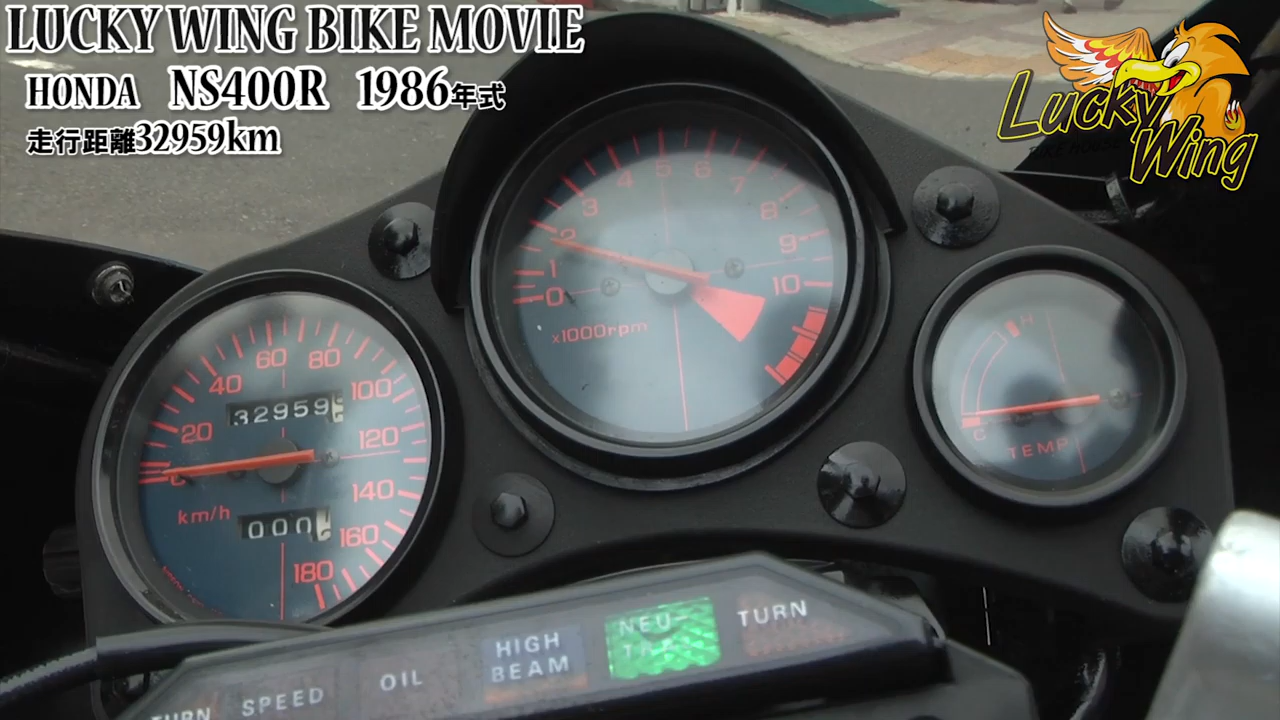 LUCKY WING BIKE MOVIE
HONDA NS400R 1986年式
走行距離32959km
Lucky
Wing
BIKE HOUSE
0 1 2 3 4 5 6 7 8 9 10
x1000rpm
20 40 60 80 100 120 140 160 180
32959
km/h
000
H
C
TEMP
TURN SPEED OIL HIGH BEAM NEU-TRAL TURN